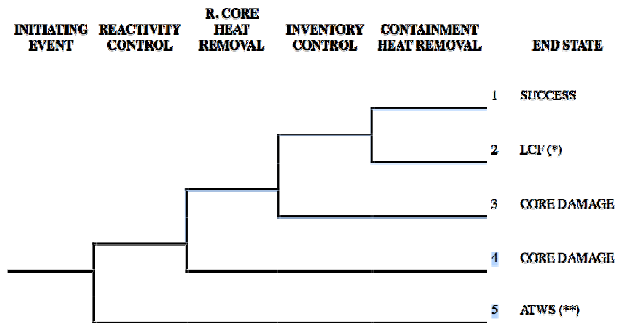 INITIATING EVENT
REACTIVITY CONTROL
R. CORE HEAT REMOVAL
INVENTORY CONTROL
CONTAINMENT HEAT REMOVAL
END STATE
1 SUCCESS
2 LCF (*)
3 CORE DAMAGE
4 CORE DAMAGE
5 ATWS (**)